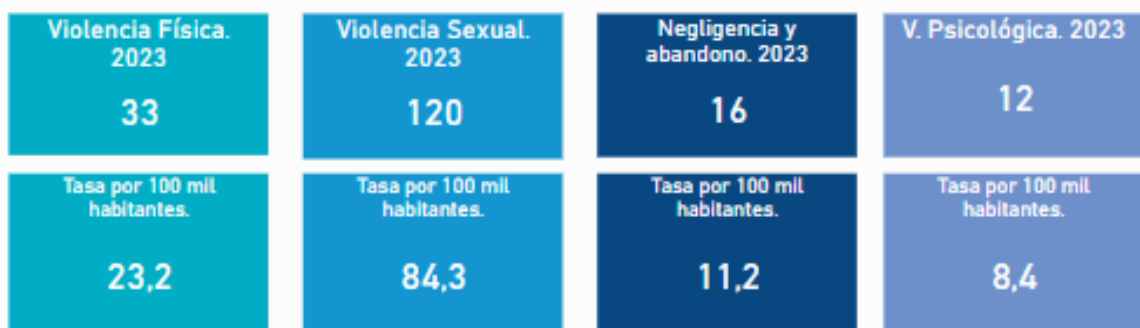 Violencia Física.
2023
33
Violencia Sexual.
2023
120
Negligencia y
abandono. 2023
16
V. Psicológica. 2023
12
Tasa por 100 mil
habitantes.
23,2
Tasa por 100 mil
habitantes.
84,3
Tasa por 100 mil
habitantes.
11,2
Tasa por 100 mil
habitantes.
8,4